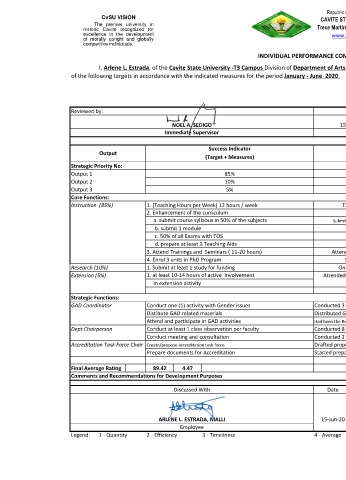 CvSU VISION
The premier university in
historic Cavite recognized for
excellence in the development
of morally upright and globally
competitive individuals.
Republic
CAVITE ST
Trece Martir
www.
INDIVIDUAL PERFORMANCE COM
I, Arlene L. Estrada, of the Cavite State University -T3 Campus Division of Department of Arts
of the following targets in accordance with the indicated measures for the period January - June 2020.
Reviewed by:
NOEL A. SEDIGO
15
Immediate Supervisor
Output
Success Indicator
(Target + Measures)
Strategic Priority No:
Output 1 85%
Output 2 10%
Output 3 5%
Core Functions:
Instruction (85%) 1. (Teaching Hours per Week) 12 hours / week
2. Enhancement of the curriculum
a. submit course syllabus in 50% of the subjects Submit
b. submit 1 module
c. 50% of all Exams with TOS
d. prepare at least 3 Teaching Aids
3. Attend Trainings and Seminars ( 11-20 hours) Atten
4. Enrol 3 units in PhD Program
Research (10%) 1. Submit at least 1 study for funding On
Extension (5%) 1. at least 10-14 hours of active involvement Attended
in extension activity
Strategic Functions:
GAD Coordinator Conduct one (1) activity with Gender issues Conducted 3
Distibute GAD related materials Distributed G
Attend and participate in GAD activities Had been the Re
Dept Chairperson Conduct at least 1 class observation per faculty Conducted 8
Conduct meeting and consultation Conducted 2
Accreditation Task Force Chair Create/propose accreditation task force Drafted prop
Prepare documents for Accreditation Started prepa
Final Average Rating 89.42 4.47
Comments and Recommendations for Development Purposes
Discussed With Date
ARLENE L. ESTRADA, MALLI 15-Jun-20
Employee
Legend: 1 - Quantity 2 - Efficiency 3 - Timeliness 4 - Average